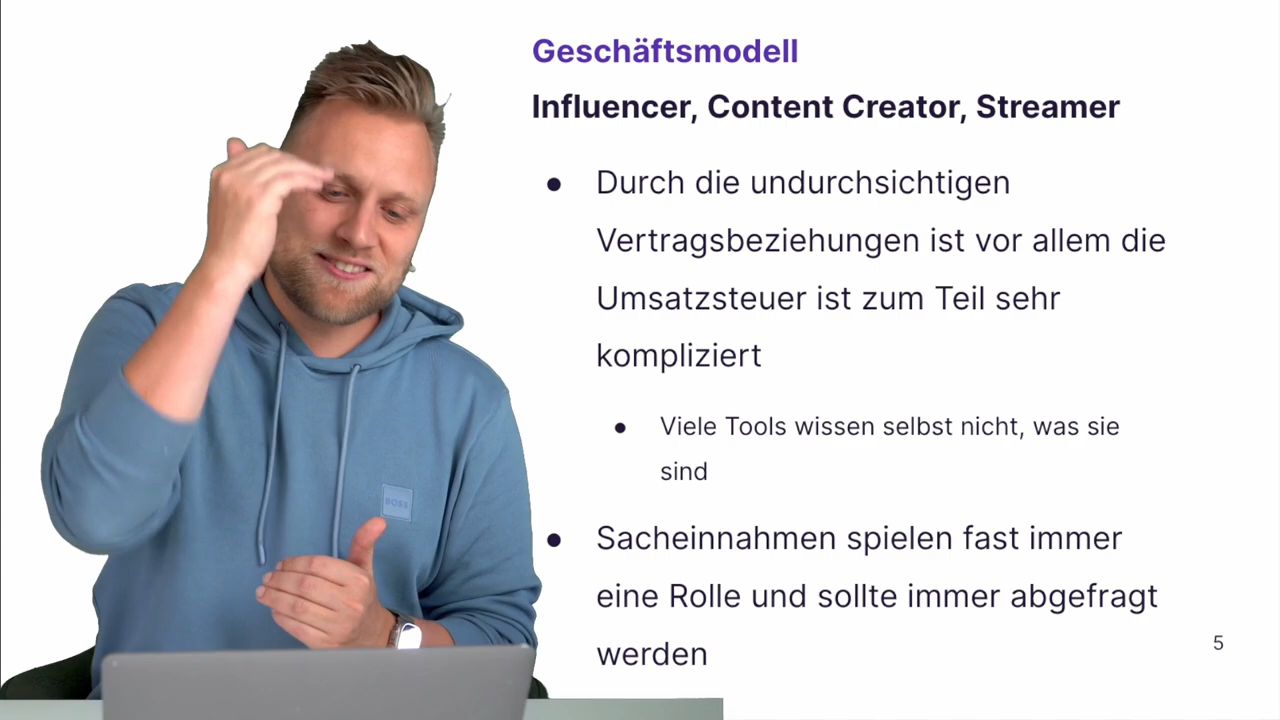 Geschäftsmodell
Influencer, Content Creator, Streamer
● Durch die undurchsichtigen
Vertragsbeziehungen ist vor allem die
Umsatzsteuer ist zum Teil sehr
kompliziert
● Viele Tools wissen selbst nicht, was sie
sind
● Sacheinnahmen spielen fast immer
eine Rolle und sollte immer abgefragt
werden
5
BOSS